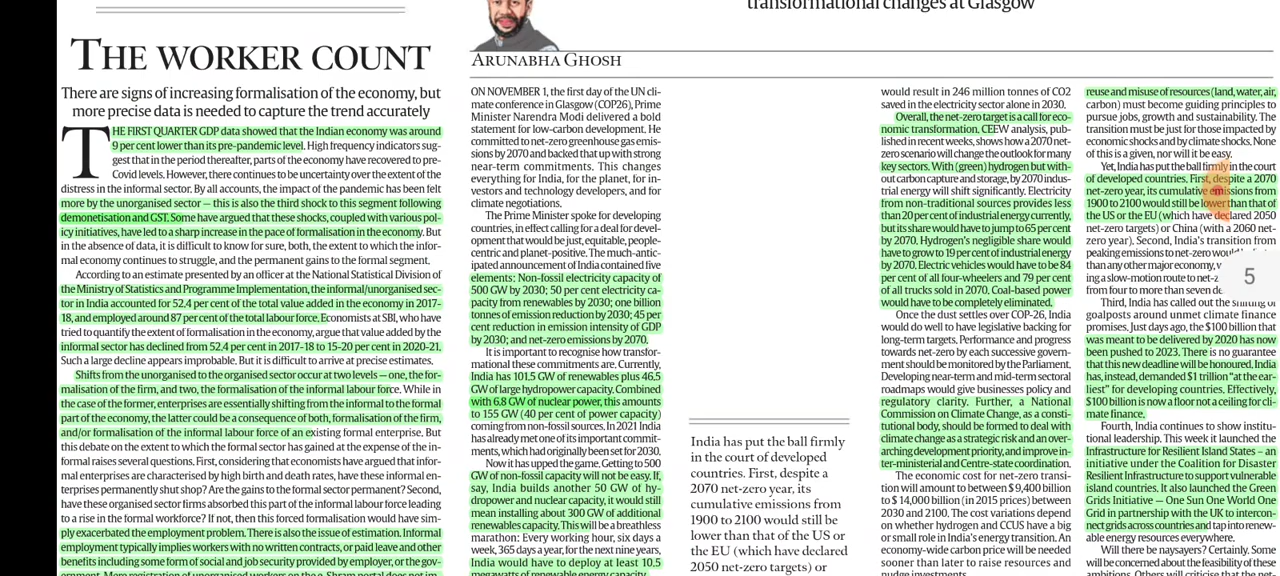 transformational changes at Glasgow
THE WORKER COUNT
There are signs of increasing formalisation of the economy, but
more precise data is needed to capture the trend accurately
THE FIRST QUARTER GDP data showed that the Indian economy was around
9 per cent lower than its pre-pandemic level. High frequency indicators sug-
gest that in the period thereafter, parts of the economy have recovered to pre-
Covid levels. However, there continues to be uncertainty over the extent of the
distress in the informal sector. By all accounts, the impact of the pandemic has been felt
more by the unorganised sector — this is also the third shock to this segment following
demonetisation and GST. Some have argued that these shocks, coupled with various pol-
icy initiatives, have led to a sharp increase in the pace of formalisation in the economy. But
in the absence of data, it is difficult to know for sure, both, the extent to which the infor-
mal economy continues to struggle, and the permanent gains to the formal segment.
According to an estimate presented by an officer at the National Statistical Division of
the Ministry of Statistics and Programme Implementation, the informal/unorganised sec-
tor in India accounted for 52.4 per cent of the total value added in the economy in 2017-
18, and employed around 87 per cent of the total labour force. Economists at SBI, who have
tried to quantify the extent of formalisation in the economy, argue that value added by the
informal sector has declined from 52.4 per cent in 2017-18 to 15-20 per cent in 2020-21.
Such a large decline appears improbable. But it is difficult to arrive at precise estimates.
Shifts from the unorganised to the organised sector occur at two levels — one, the for-
malisation of the firm, and two, the formalisation of the informal labour force. While in
the case of the former, enterprises are essentially shifting from the informal to the formal
part of the economy, the latter could be a consequence of both, formalisation of the firm,
and/or formalisation of the informal labour force of an existing formal enterprise. But
this debate on the extent to which the formal sector has gained at the expense of the in-
formal raises several questions. First, considering that economists have argued that infor-
mal enterprises are characterised by high birth and death rates, have these informal en-
terprises permanently shut shop? Are the gains to the formal sector permanent? Second,
have these organised sector firms absorbed this part of the informal labour force leading
to a rise in the formal workforce? If not, then this forced formalisation would have sim-
ply exacerbated the employment problem. There is also the issue of estimation. Informal
employment typically implies workers with no written contracts, or paid leave and other
benefits including some form of social and job security provided by employer, or the gov-
ernment. Mere registration of unorganised workers on the e-Shram portal does not im-
ARUNABHA GHOSH
ON NOVEMBER 1, the first day of the UN cli-
mate conference in Glasgow (COP26), Prime
Minister Narendra Modi delivered a bold
statement for low-carbon development. He
committed to net-zero greenhouse gas emis-
sions by 2070 and backed that up with strong
near-term commitments. This changes
everything for India, for the planet, for in-
vestors and technology developers, and for
climate negotiations.
The Prime Minister spoke for developing
countries, in effect calling for a deal for devel-
opment that would be just, equitable, people-
centric and planet-positive. The much-antic-
ipated announcement of India contained five
elements: Non-fossil electricity capacity of
500 GW by 2030; 50 per cent electricity ca-
pacity from renewables by 2030; one billion
tonnes of emission reduction by 2030; 45 per
cent reduction in emission intensity of GDP
by 2030; and net-zero emissions by 2070.
It is important to recognise how transfor-
mational these commitments are. Currently,
India has 101.5 GW of renewables plus 46.5
GW of large hydropower capacity. Combined
with 6.8 GW of nuclear power, this amounts
to 155 GW (40 per cent of power capacity)
coming from non-fossil sources. In 2021 India
has already met one of its important commit-
ments, which had originally been set for 2030.
Now it has upped the game. Getting to 500
GW of non-fossil capacity will not be easy. If,
say, India builds another 50 GW of hy-
dropower and nuclear capacity, it would still
mean installing about 300 GW of additional
renewables capacity. This will be a breathless
marathon: Every working hour, six days a
week, 365 days a year, for the next nine years,
India would have to deploy at least 10.5
megawatts of renewable energy capacity.
India has put the ball firmly
in the court of developed
countries. First, despite a
2070 net-zero year, its
cumulative emissions from
1900 to 2100 would still be
lower than that of the US or
the EU (which have declared
2050 net-zero targets) or
would result in 246 million tonnes of CO2
saved in the electricity sector alone in 2030.
Overall, the net-zero target is a call for eco-
nomic transformation. CEEW analysis, pub-
lished in recent weeks, shows how a 2070 net-
zero scenario will change the outlook for many
key sectors. With (green) hydrogen but with-
out carbon capture and storage, by 2070 indus-
trial energy will shift significantly. Electricity
from non-traditional sources provides less
than 20 per cent of industrial energy currently,
but its share would have to jump to 65 per cent
by 2070. Hydrogen's negligible share would
have to grow to 19 per cent of industrial energy
by 2070. Electric vehicles would have to be 84
per cent of all four-wheelers and 79 per cent
of all trucks sold in 2070. Coal-based power
would have to be completely eliminated.
Once the dust settles over COP-26, India
would do well to have legislative backing for
long-term targets. Performance and progress
towards net-zero by each successive govern-
ment should be monitored by the Parliament.
Developing near-term and mid-term sectoral
roadmaps would give businesses policy and
regulatory clarity. Further, a National
Commission on Climate Change, as a consti-
tutional body, should be formed to deal with
climate change as a strategic risk and an over-
arching development priority, and improve in-
ter-ministerial and Centre-state coordination.
The economic cost for net-zero transi-
tion will amount to between $ 9,400 billion
to $ 14,000 billion (in 2015 prices) between
2030 and 2100. The cost variations depend
on whether hydrogen and CCUS have a big
or small role in India's energy transition. An
economy-wide carbon price will be needed
sooner than later to raise resources and
nudge investments.
reuse and misuse of resources (land, water, air,
carbon) must become guiding principles to
pursue jobs, growth and sustainability. The
transition must be just for those impacted by
economic shocks and by climate shocks. None
of this is a given, nor will it be easy.
Yet, India has put the ball firmly in the court
of developed countries. First, despite a 2070
net-zero year, its cumulative emissions from
1900 to 2100 would still be lower than that of
the US or the EU (which have declared 2050
net-zero targets) or China (with a 2060 net-
zero year). Second, India's transition from
peaking emissions to net-zero
than any other major economy,
ing a slow-motion route to net-z
from four to more than seven de
5
Third, India has called out the shifting of
goalposts around unmet climate finance
promises. Just days ago, the $100 billion that
was meant to be delivered by 2020 has now
been pushed to 2023. There is no guarantee
that this new deadline will be honoured. India
has, instead, demanded $1 trillion "at the ear-
liest" for developing countries. Effectively,
$100 billion is now a floor not a ceiling for cli-
mate finance.
Fourth, India continues to show institu-
tional leadership. This week it launched the
Infrastructure for Resilient Island States – an
initiative under the Coalition for Disaster
Resilient Infrastructure to support vulnerable
island countries. It also launched the Green
Grids Initiative — One Sun One World One
Grid in partnership with the UK to intercon-
nect grids across countries and tap into renew-
able energy resources everywhere.
Will there be naysayers? Certainly. Some
will be concerned about the feasibility of these
ambitions. Others will criticise that the net-